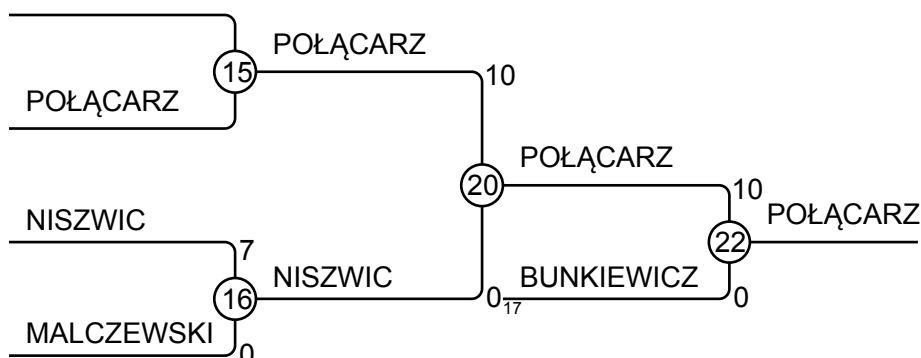 POŁĄCARZ
15
10
POŁĄCARZ
POŁĄCARZ
20
10
POŁĄCARZ
NISZWIC
7
22
NISZWIC
BUNKIEWICZ
16
0
17
0
MALCZEWSKI
0